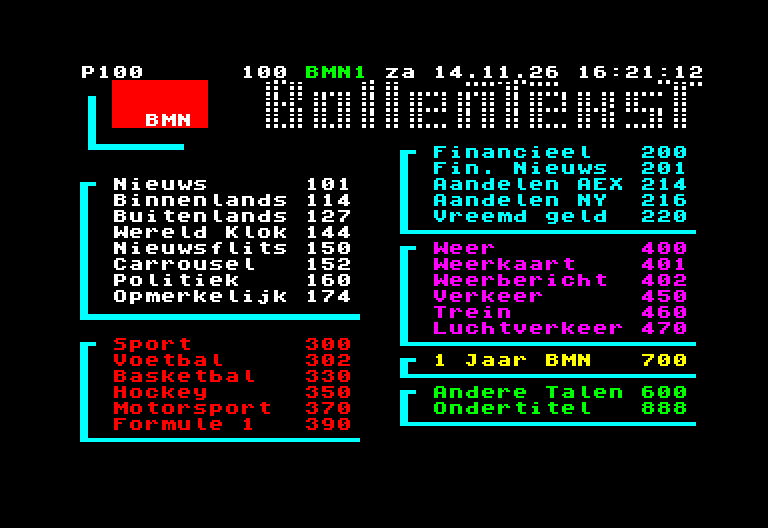 P100 100 BMN1 za 14.11.26 16:21:12
BMN
Nieuws 101
Binnenlands 114
Buitenlands 127
Wereld Klok 144
Nieuwsflits 150
Carrousel 152
Politiek 160
Opmerkelijk 174
Sport 300
Voetbal 302
Basketbal 330
Hockey 350
Motorsport 370
Formule 1 390
Financieel 200
Fin. Nieuws 201
Aandelen AEX 214
Aandelen NY 216
Vreemd geld 220
Weer 400
Weerkaart 401
Weerbericht 402
Verkeer 450
Trein 460
Luchtverkeer 470
1 Jaar BMN 700
Andere Talen 600
Ondertitel 888